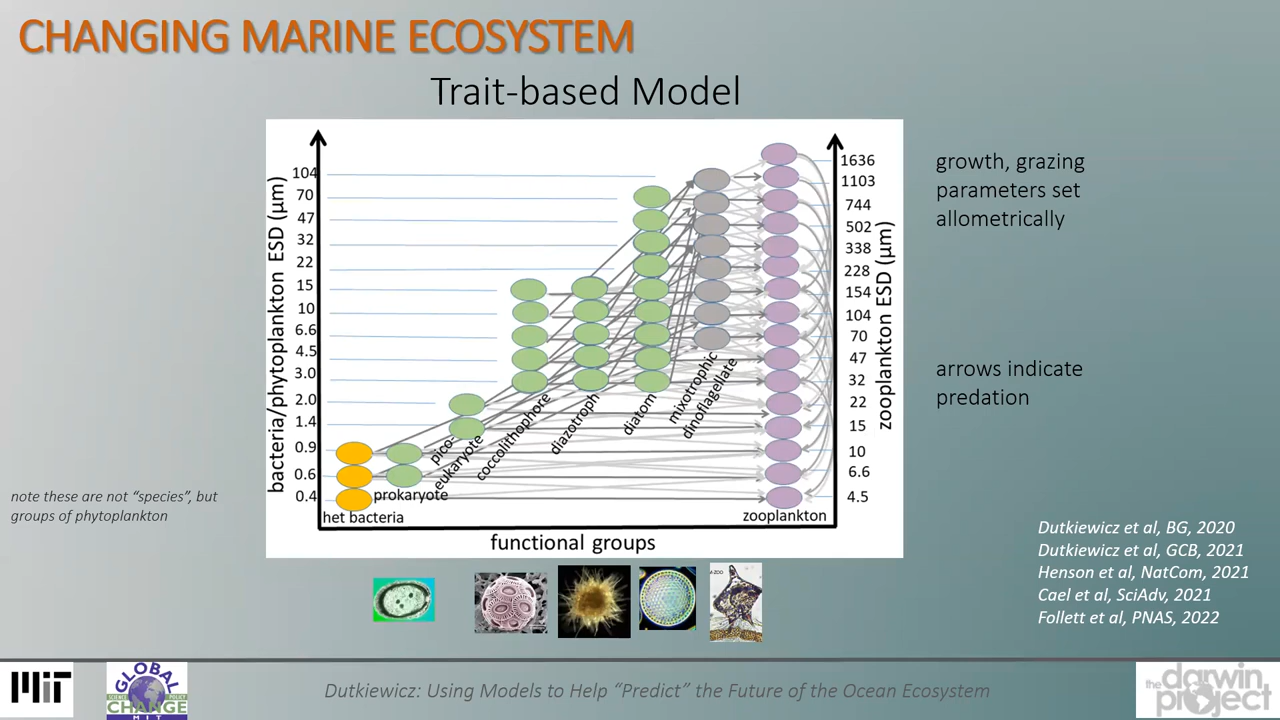 CHANGING MARINE ECOSYSTEM
Trait-based Model
bacteria/phytoplankton ESD (µm)
104
70
47
32
22
15
10
6.6
4.5
3.0
2.0
1.4
0.9
0.6
0.4
het bacteria
prokaryote
pico-
eukaryote
coccolithophore
diazotroph
diatom
mixotrophic
dinoflagellate
zooplankton
functional groups
1636
1103
744
502
338
228
154
104
70
47
32
22
15
10
6.6
4.5
zooplankton ESD (µm)
growth, grazing
parameters set
allometrically
arrows indicate
predation
note these are not “species”, but
groups of phytoplankton
Dutkiewicz et al, BG, 2020
Dutkiewicz et al, GCB, 2021
Henson et al, NatCom, 2021
Cael et al, SciAdv, 2021
Follett et al, PNAS, 2022
MIT
GLOBAL
SCIENCE POLICY
CHANGE
MIT
Dutkiewicz: Using Models to Help “Predict” the Future of the Ocean Ecosystem
the darwin
project